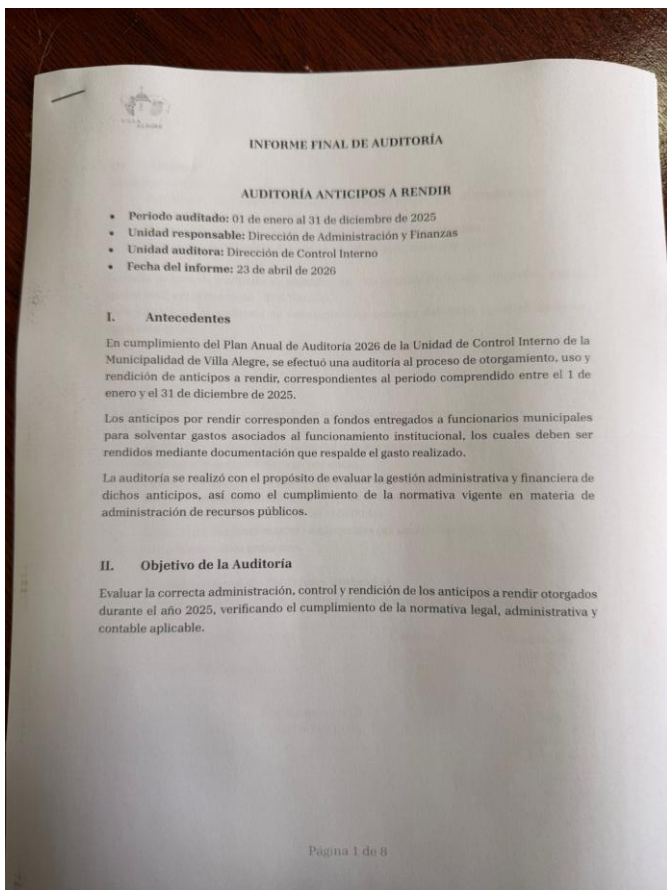 VILLA
ALEGRE
INFORME FINAL DE AUDITORÍA
AUDITORÍA ANTICIPOS A RENDIR
• Periodo auditado: 01 de enero al 31 de diciembre de 2025
• Unidad responsable: Dirección de Administración y Finanzas
• Unidad auditora: Dirección de Control Interno
• Fecha del informe: 23 de abril de 2026
I. Antecedentes
En cumplimiento del Plan Anual de Auditoría 2026 de la Unidad de Control Interno de la
Municipalidad de Villa Alegre, se efectuó una auditoría al proceso de otorgamiento, uso y
rendición de anticipos a rendir, correspondientes al periodo comprendido entre el 1 de
enero y el 31 de diciembre de 2025.
Los anticipos por rendir corresponden a fondos entregados a funcionarios municipales
para solventar gastos asociados al funcionamiento institucional, los cuales deben ser
rendidos mediante documentación que respalde el gasto realizado.
La auditoría se realizó con el propósito de evaluar la gestión administrativa y financiera de
dichos anticipos, así como el cumplimiento de la normativa vigente en materia de
administración de recursos públicos.
II. Objetivo de la Auditoría
Evaluar la correcta administración, control y rendición de los anticipos a rendir otorgados
durante el año 2025, verificando el cumplimiento de la normativa legal, administrativa y
contable aplicable.
Página 1 de 8